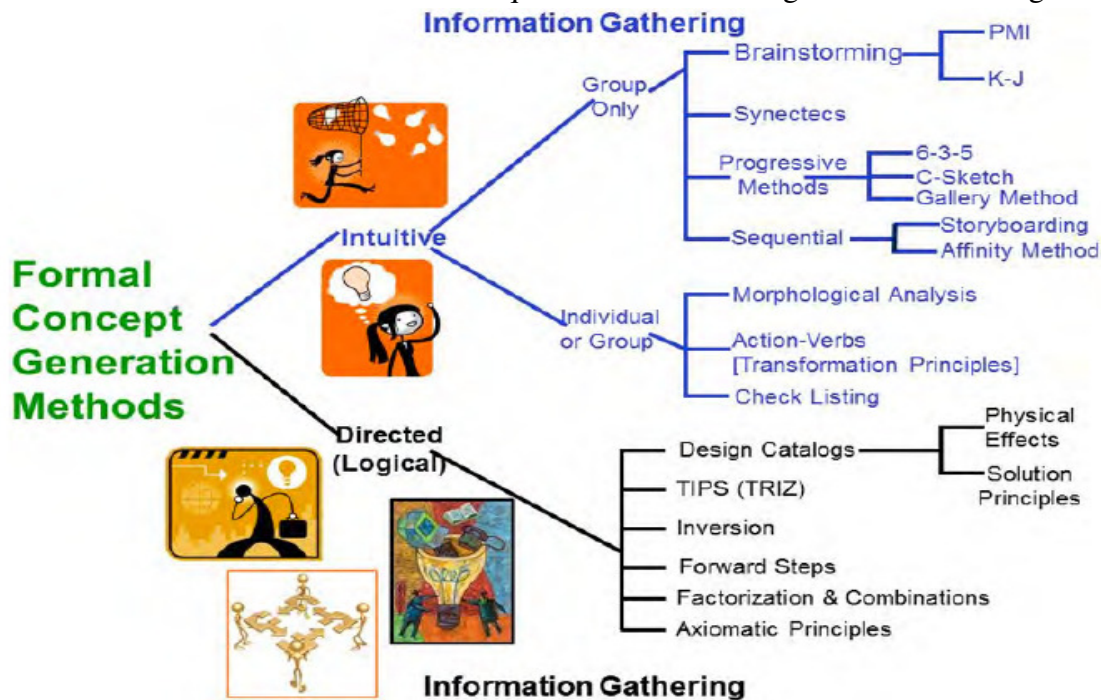 Information Gathering
Group
Only
Brainstorming
PMI
K-J
Synectecs
Progressive
Methods
6-3-5
C-Sketch
Gallery Method
Sequential
Storyboarding
Affinity Method
Intuitive
Individual
or Group
Morphological Analysis
Action-Verbs
[Transformation Principles]
Check Listing
Formal
Concept
Generation
Methods
Directed
(Logical)
Design Catalogs
Physical
Effects
Solution
Principles
TIPS (TRIZ)
Inversion
Forward Steps
Factorization & Combinations
Axiomatic Principles
Information Gathering